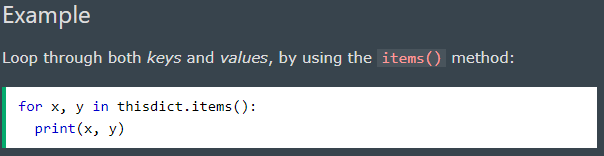 Example
Loop through both keys and values, by using the items() method:
for x, y in thisdict.items():
  print(x, y)